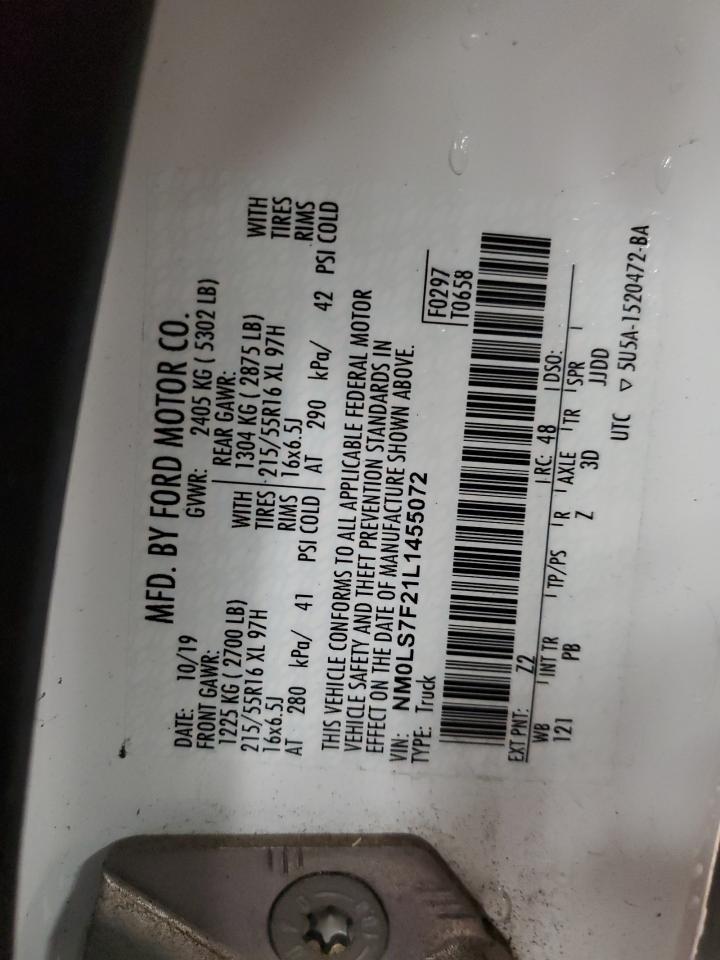 MFD. BY FORD MOTOR CO.
DATE: 10/19 GVWR: 2405 KG ( 5302 LB)
FRONT GAWR: REAR GAWR:
1225 KG ( 2700 LB) WITH 1304 KG ( 2875 LB) WITH
215/55R16 XL 97H TIRES 215/55R16 XL 97H TIRES
16x6.5J RIMS 16x6.5J RIMS
AT 280 kPa/ 41 PSI COLD AT 290 kPa/ 42 PSI COLD
THIS VEHICLE CONFORMS TO ALL APPLICABLE FEDERAL MOTOR
VEHICLE SAFETY AND THEFT PREVENTION STANDARDS IN
EFFECT ON THE DATE OF MANUFACTURE SHOWN ABOVE.
VIN: NM0LS7F21L1455072
TYPE: Truck
F0297
T0658
EXT PNT: Z2 RC: 48 DSO:
WB INT TR TP/PS R AXLE TR SPR
121 PB Z 3D JJDD
UTC ▽ 5U5A-1520472-BA